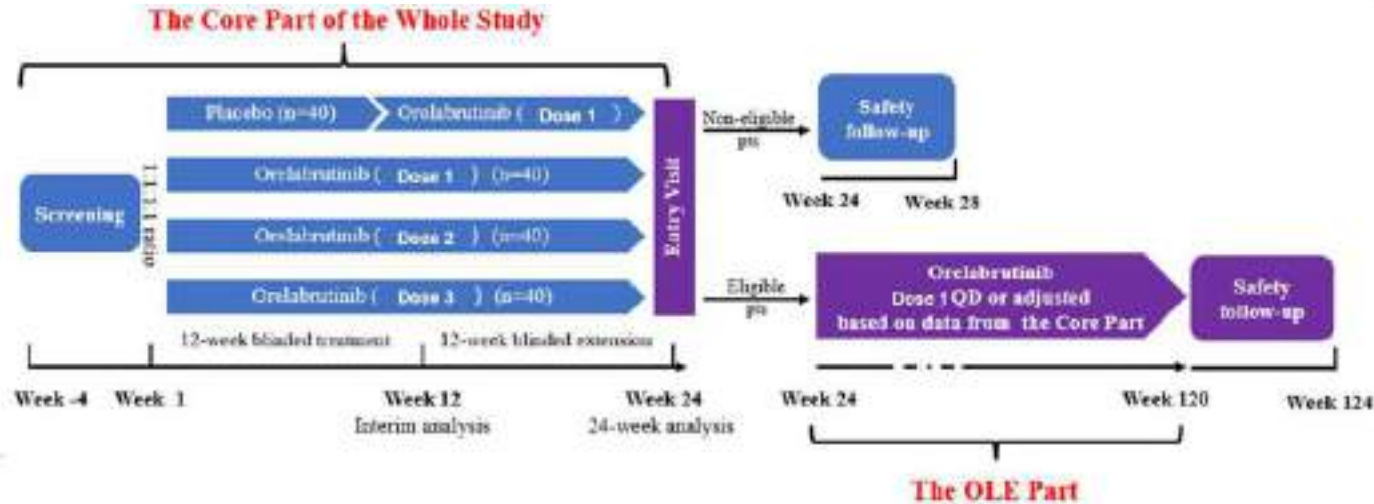 The Core Part of the Whole Study
Placebo (n=40)
Orelabrutinib ( Dose 1 )
Orelabrutinib ( Dose 1 ) (n=40)
Orelabrutinib ( Dose 2 ) (n=40)
Orelabrutinib ( Dose 3 ) (n=40)
Screening
1:1:1:1 ratio
Entry Visit
Non-eligible
pts
Eligible
pts
Safety
follow-up
Week 24
Week 28
Orelabrutinib
Dose 1 QD or adjusted
based on data from the Core Part
Safety
follow-up
12-week blinded treatment
12-week blinded extension
Week -4
Week 1
Week 12
Interim analysis
Week 24
24-week analysis
Week 24
Week 120
Week 124
The OLE Part